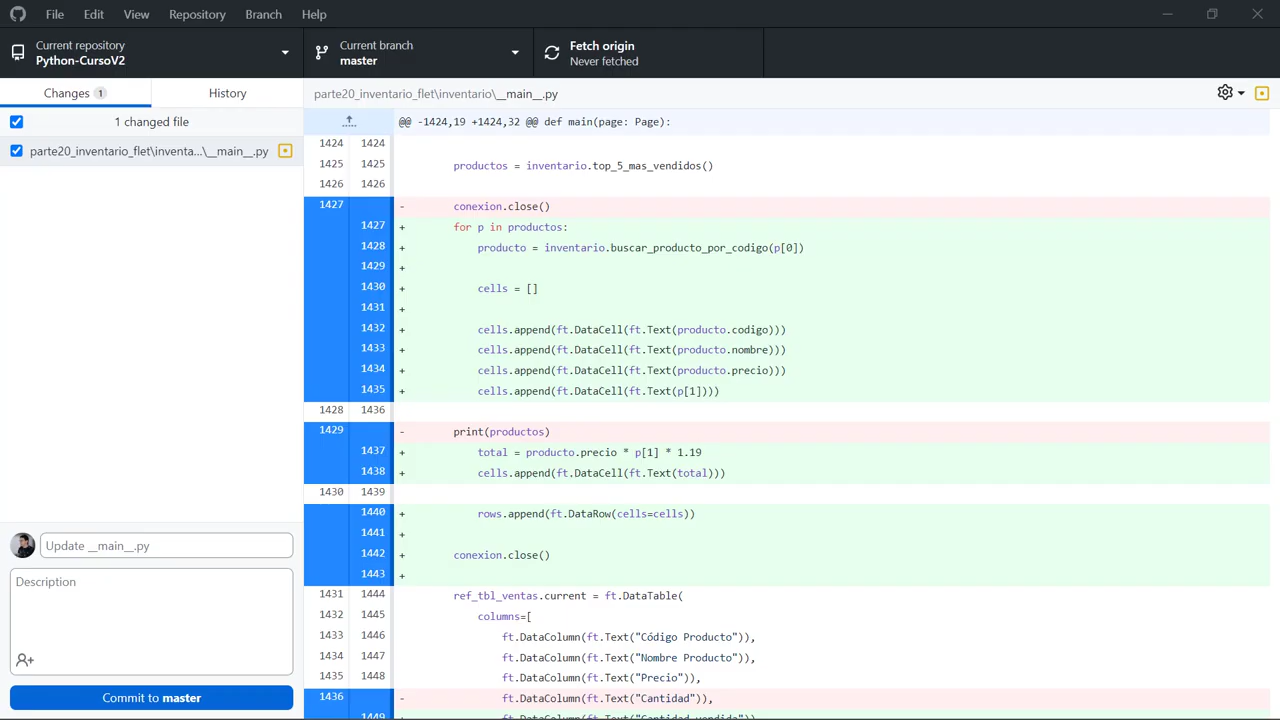 File Edit View Repository Branch Help
Current repository
Python-CursoV2
Current branch
master
Fetch origin
Never fetched
Changes 1
History
parte20_inventario_flet\inventario\__main__.py
1 changed file
parte20_inventario_flet\inventa...\__main__.py
@@ -1424,19 +1424,32 @@ def main(page: Page):
1424 1424
1425 1425 productos = inventario.top_5_mas_vendidos()
1426 1426
1427 - conexion.close()
1427 + for p in productos:
1428 + producto = inventario.buscar_producto_por_codigo(p[0])
1429 +
1430 + cells = []
1431 +
1432 + cells.append(ft.DataCell(ft.Text(producto.codigo)))
1433 + cells.append(ft.DataCell(ft.Text(producto.nombre)))
1434 + cells.append(ft.DataCell(ft.Text(producto.precio)))
1435 + cells.append(ft.DataCell(ft.Text(p[1])))
1428 1436
1429 - print(productos)
1437 + total = producto.precio * p[1] * 1.19
1438 + cells.append(ft.DataCell(ft.Text(total)))
1430 1439
1440 + rows.append(ft.DataRow(cells=cells))
1441 +
1442 + conexion.close()
1443 +
1431 1444 ref_tbl_ventas.current = ft.DataTable(
1432 1445 columns=[
1433 1446 ft.DataColumn(ft.Text("Código Producto")),
1434 1447 ft.DataColumn(ft.Text("Nombre Producto")),
1435 1448 ft.DataColumn(ft.Text("Precio")),
1436 - ft.DataColumn(ft.Text("Cantidad")),
1449 + ft.DataColumn(ft.Text("Cantidad vendida")),
Update __main__.py
Description
Commit to master